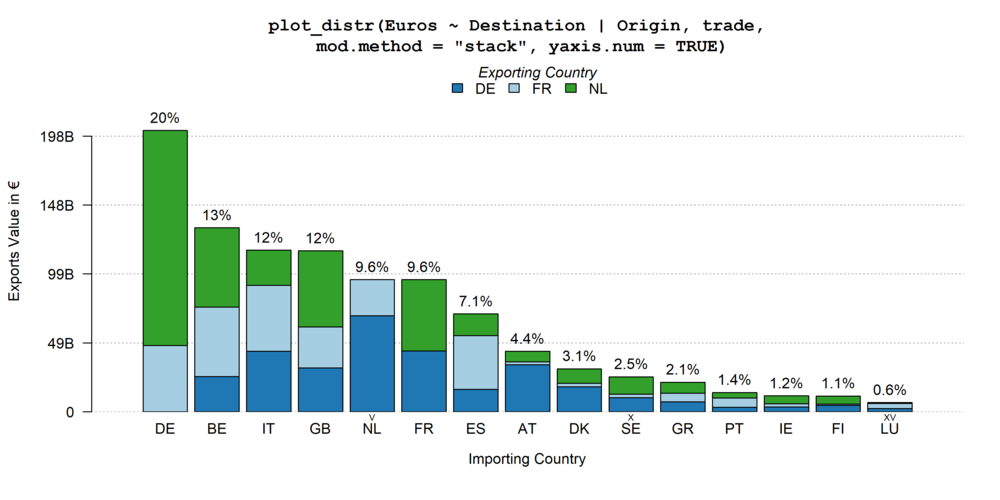 plot_distr(Euros ~ Destination | Origin, trade,
mod.method = "stack", yaxis.num = TRUE)
Exporting Country
DE FR NL
Exports Value in €
198B
148B
99B
49B
0
20%
13%
12%
12%
9.6%
9.6%
7.1%
4.4%
3.1%
2.5%
2.1%
1.4%
1.2%
1.1%
0.6%
V X XV
DE BE IT GB NL FR ES AT DK SE GR PT IE FI LU
Importing Country